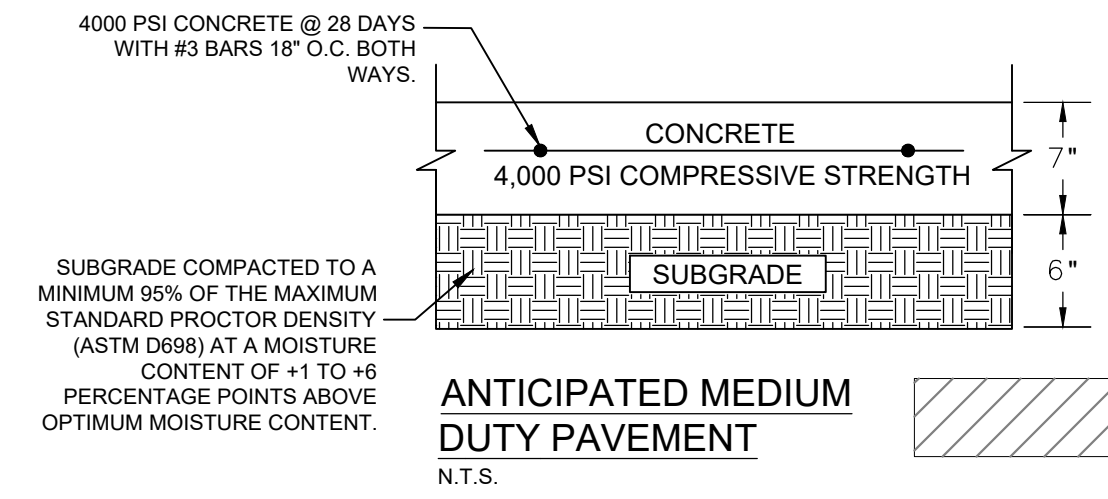 4000 PSI CONCRETE @ 28 DAYS
WITH #3 BARS 18" O.C. BOTH
WAYS.
CONCRETE
4,000 PSI COMPRESSIVE STRENGTH
7"
SUBGRADE COMPACTED TO A
MINIMUM 95% OF THE MAXIMUM
STANDARD PROCTOR DENSITY
(ASTM D698) AT A MOISTURE
CONTENT OF +1 TO +6
PERCENTAGE POINTS ABOVE
OPTIMUM MOISTURE CONTENT.
SUBGRADE
6"
ANTICIPATED MEDIUM
DUTY PAVEMENT
N.T.S.